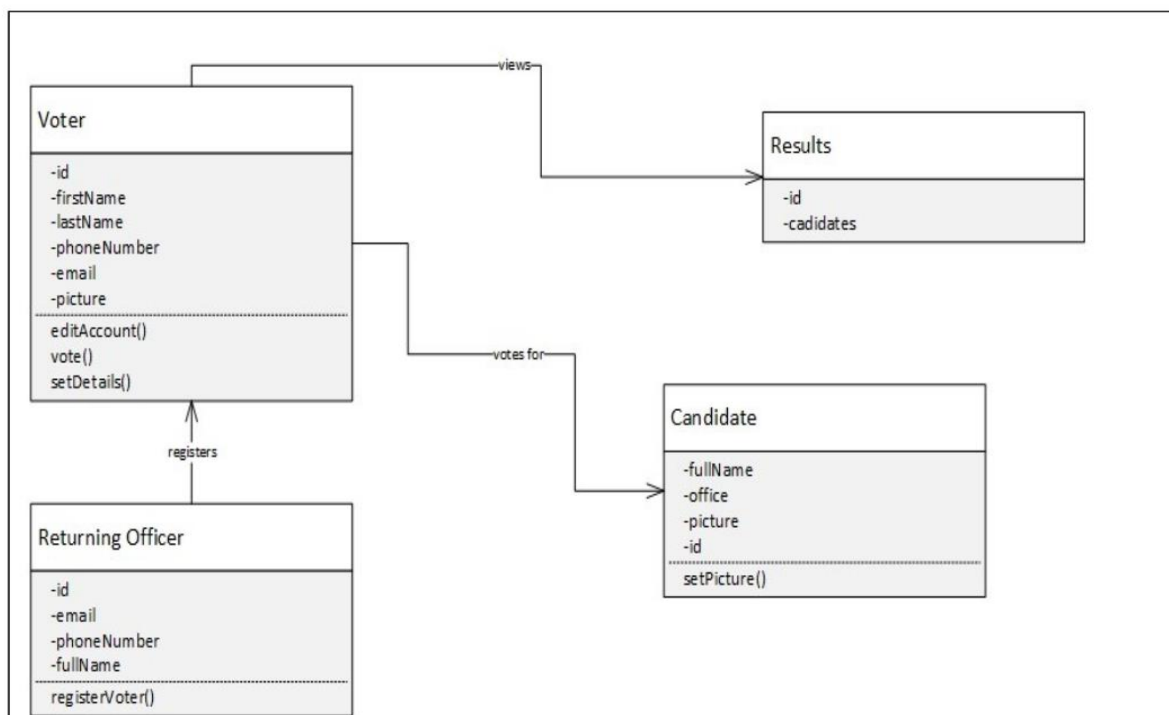 views
Voter
-id
-firstName
-lastName
-phoneNumber
-email
-picture
editAccount()
vote()
setDetails()
Results
-id
-cadidates
votes for
Candidate
-fullName
-office
-picture
-id
setPicture()
registers
Returning Officer
-id
-email
-phoneNumber
-fullName
registerVoter()